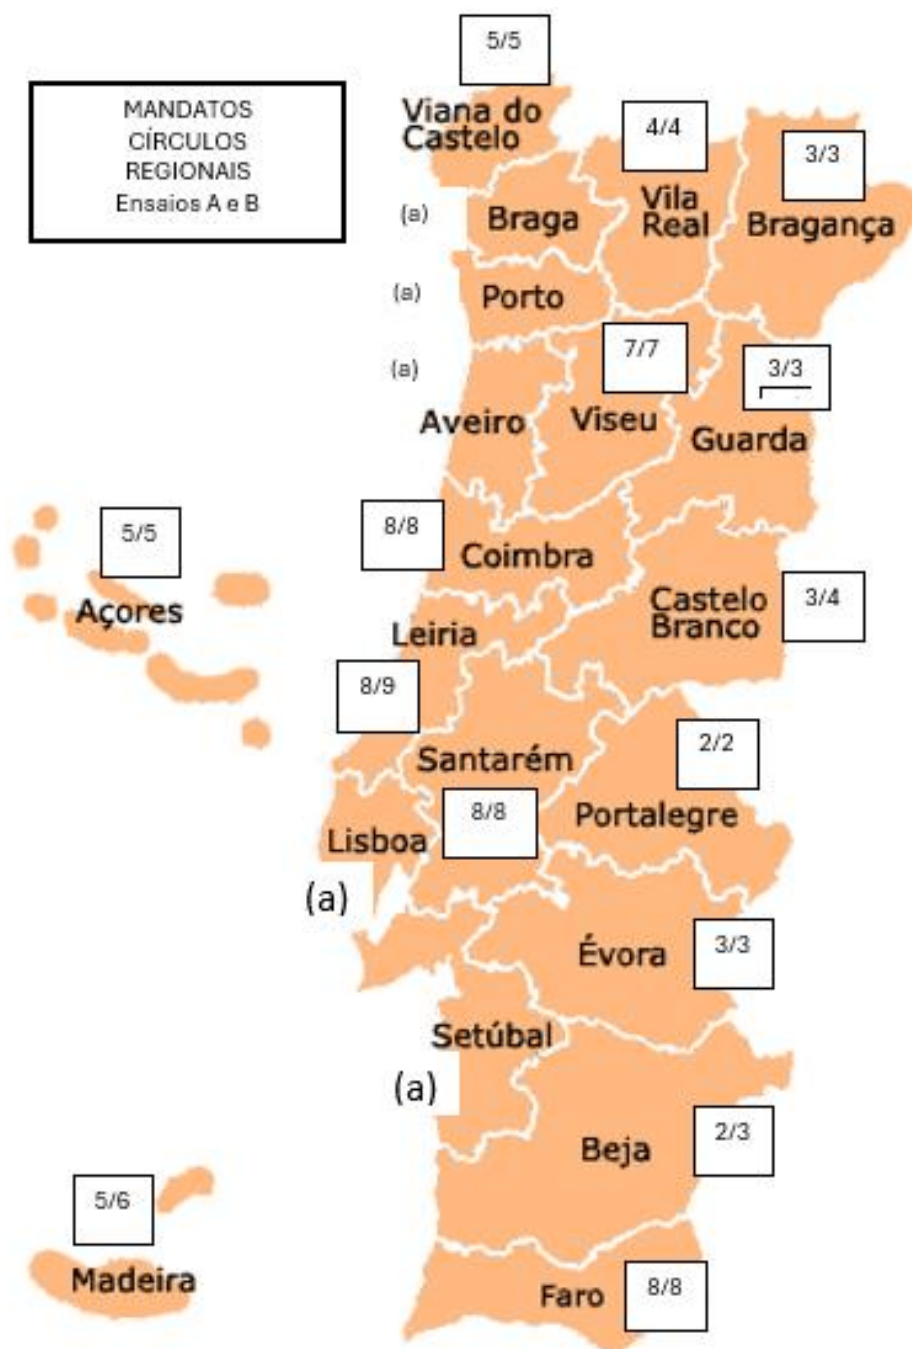 5/5
MANDATOS
CÍRCULOS
REGIONAIS
Ensaios A e B
Viana do
Castelo
4/4
3/3
Vila
Real
Bragança
(a)
Braga
(a)
Porto
7/7
3/3
(a)
Aveiro
Viseu
Guarda
5/5
Açores
8/8
Coimbra
Castelo
Branco
3/4
Leiria
8/9
Santarém
2/2
Portalegre
8/8
Lisboa
(a)
Évora
3/3
Setúbal
(a)
Beja
2/3
5/6
Madeira
Faro
8/8